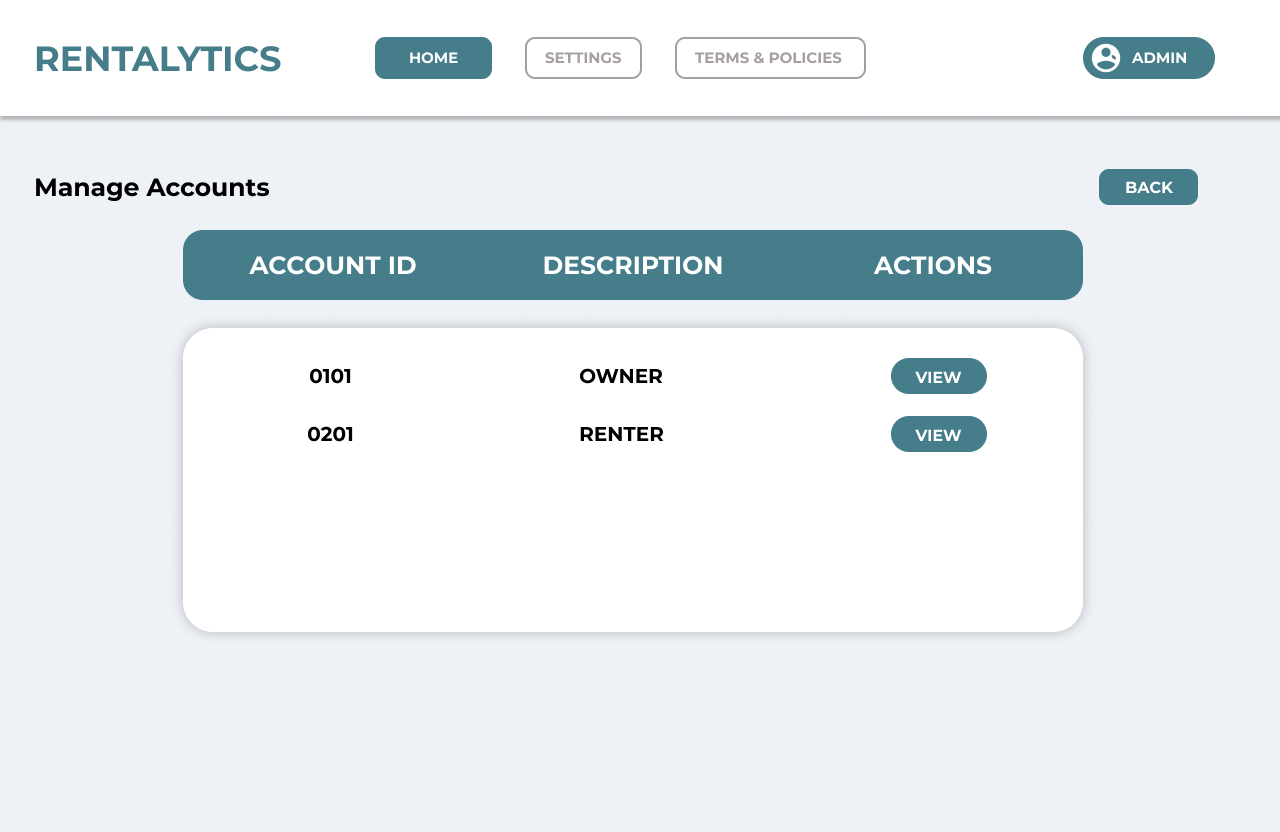 RENTALYTICS HOME SETTINGS TERMS & POLICIES ADMIN
Manage Accounts BACK
ACCOUNT ID DESCRIPTION ACTIONS
0101 OWNER VIEW
0201 RENTER VIEW